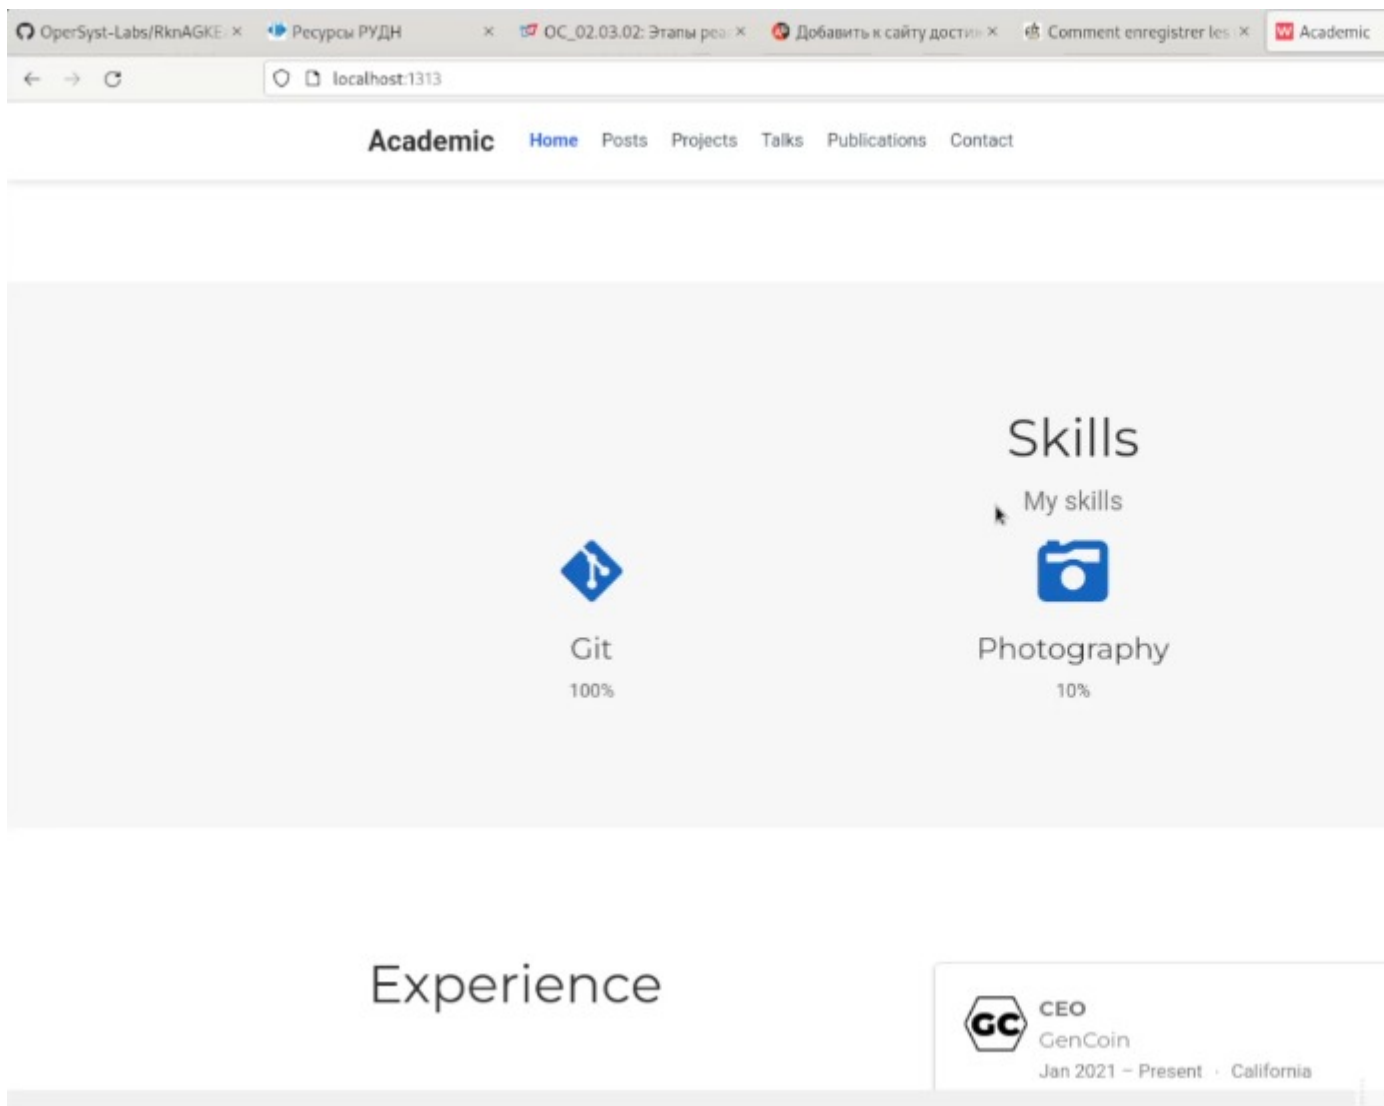 OperSyst-Labs/RknAGKE
Ресурсы РУДН
ОС_02.03.02: Этапы реа
Добавить к сайту дости
Comment enregistrer les
Academic
localhost:1313
Academic Home Posts Projects Talks Publications Contact
Skills
My skills
Git Photography
100% 10%
Experience
GC
CEO
GenCoin
Jan 2021 – Present · California